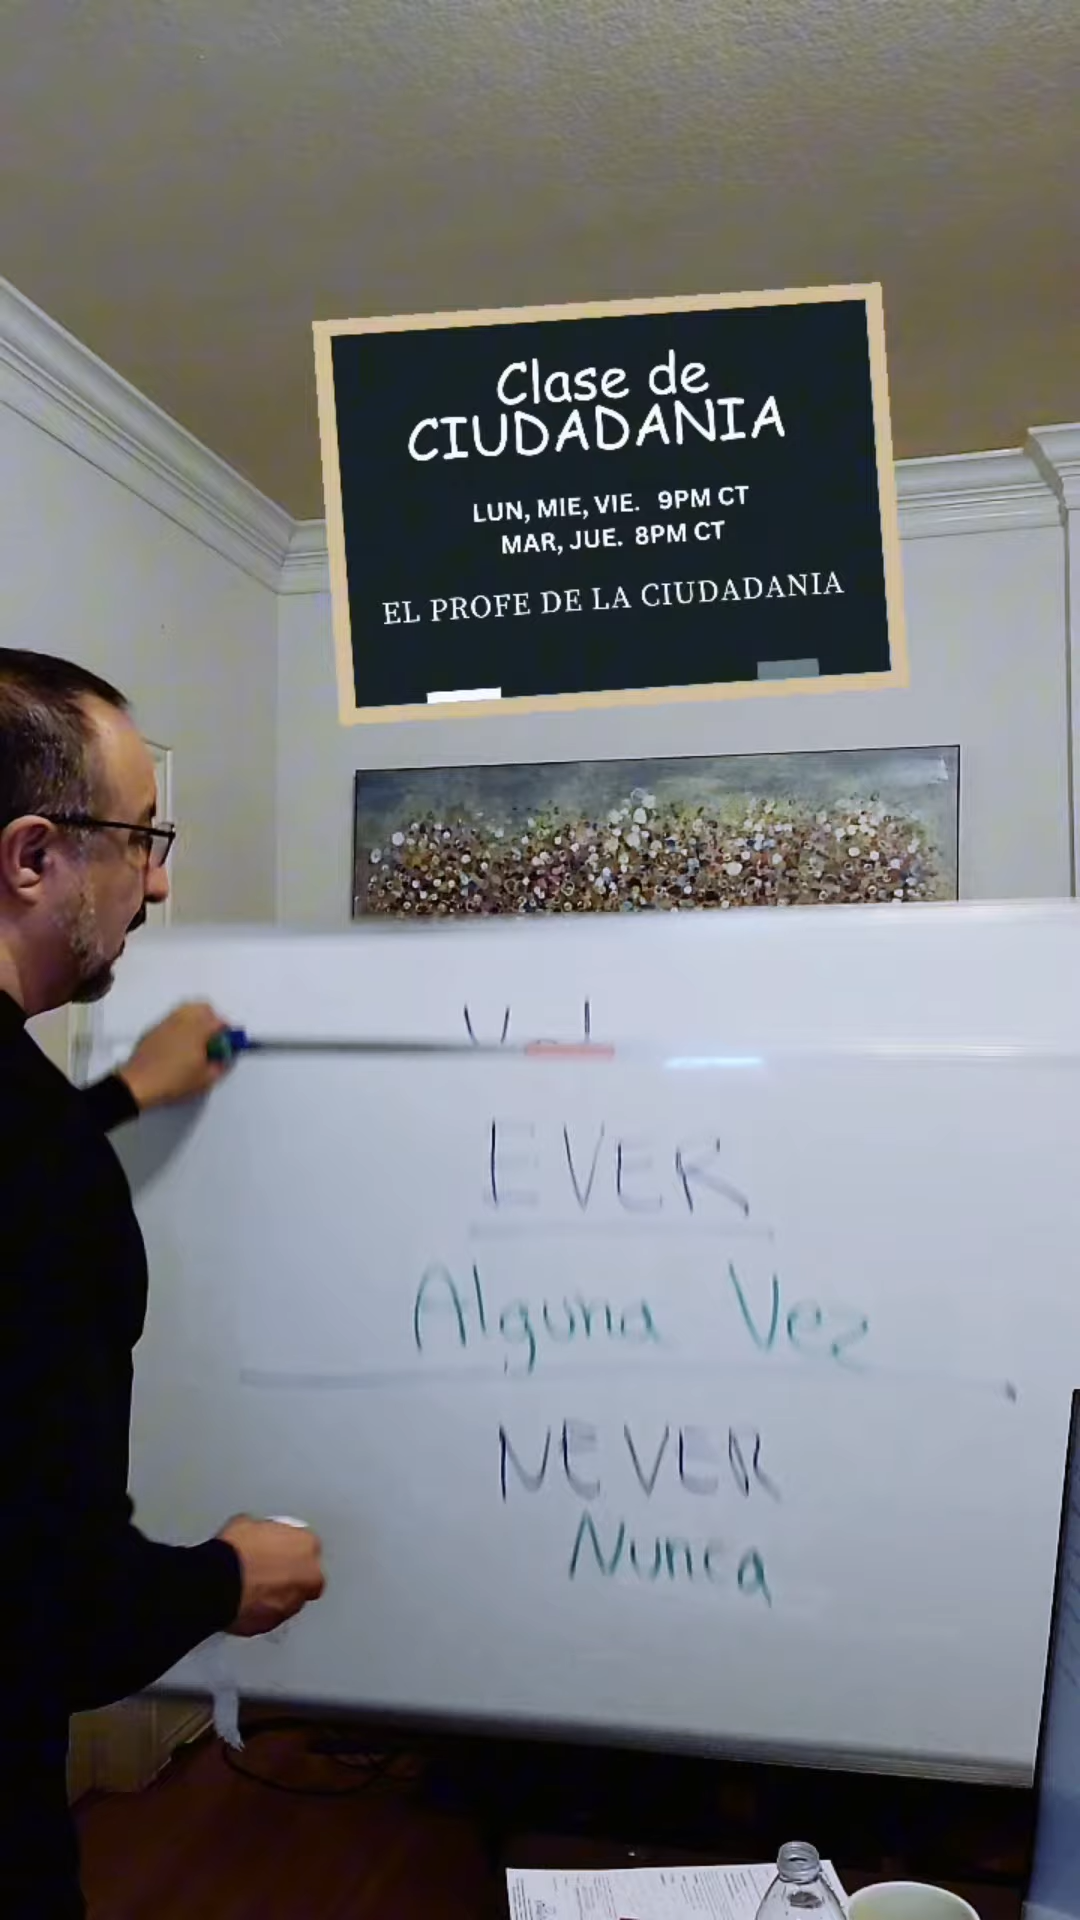 Clase de
CIUDADANIA
LUN, MIE, VIE. 9PM CT
MAR, JUE. 8PM CT
EL PROFE DE LA CIUDADANIA
EVER
Alguna Vez
NEVER
Nunca